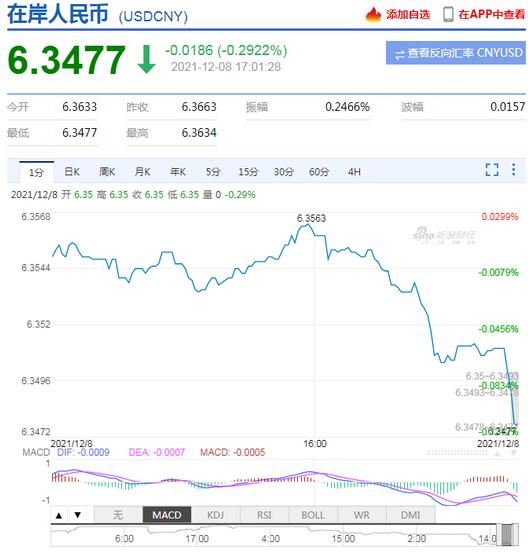 在岸人民币 (USDCNY) 添加自选 在APP中查看
6.3477 -0.0186 (-0.2922%)
2021-12-08 17:01:28
查看反向汇率 CNYUSD
今开 6.3633 昨收 6.3663 振幅 0.2466% 波幅 0.0157
最低 6.3477 最高 6.3634
1分 日K 周K 月K 年K 5分 15分 30分 60分 4H
2021/12/8 开 6.35 高 6.35 收 6.35 低 6.35 量 0 -0.29%
6.3568 6.3563 0.0299%
sina 新浪财经
6.3544 -0.0079%
6.352 -0.0456%
6.35~6.3493
6.3496 -0.0834%
6.3493~6.3478
6.3472
2021/12/8 16:00 2021/12/8
MACD DIF: -0.0009 DEA: -0.0007 MACD: -0.0005
1
-1
▲ ▼ 无 MACD KDJ RSI BOLL WR DMI
6:00 17:00 4:00 15:00 2:00 14:0